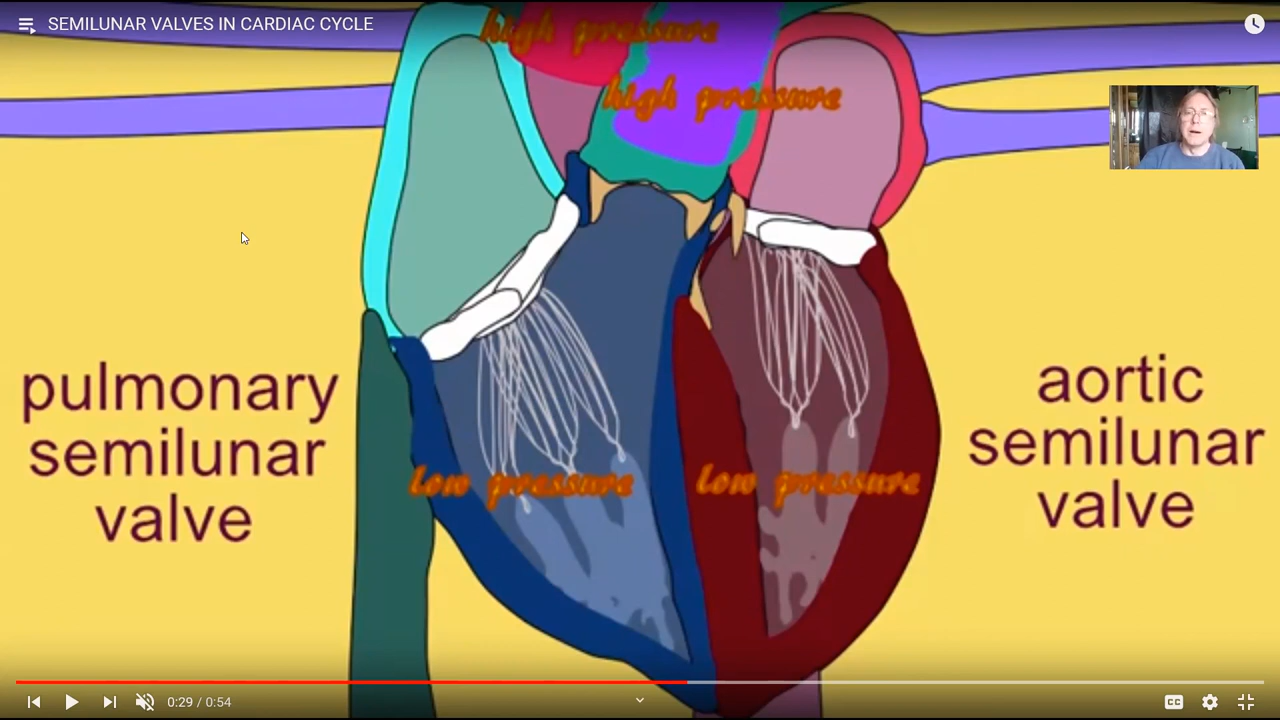 SEMILUNAR VALVES IN CARDIAC CYCLE
high pressure
high pressure
pulmonary
semilunar
valve
aortic
semilunar
valve
low pressure
low pressure
0:29 / 0:54
CC